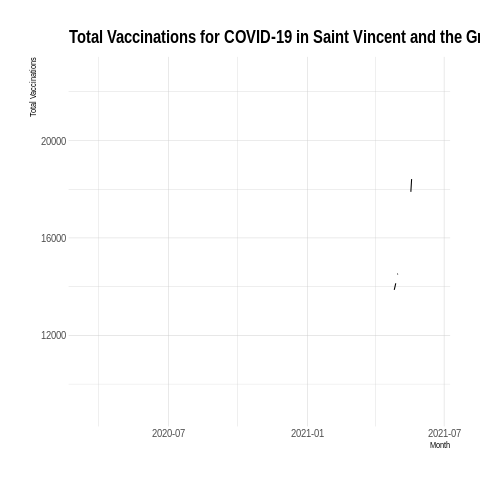 Total Vaccinations for COVID-19 in Saint Vincent and the Gr
Total Vaccinations
20000
16000
12000
2020-07
2021-01
2021-07
Month